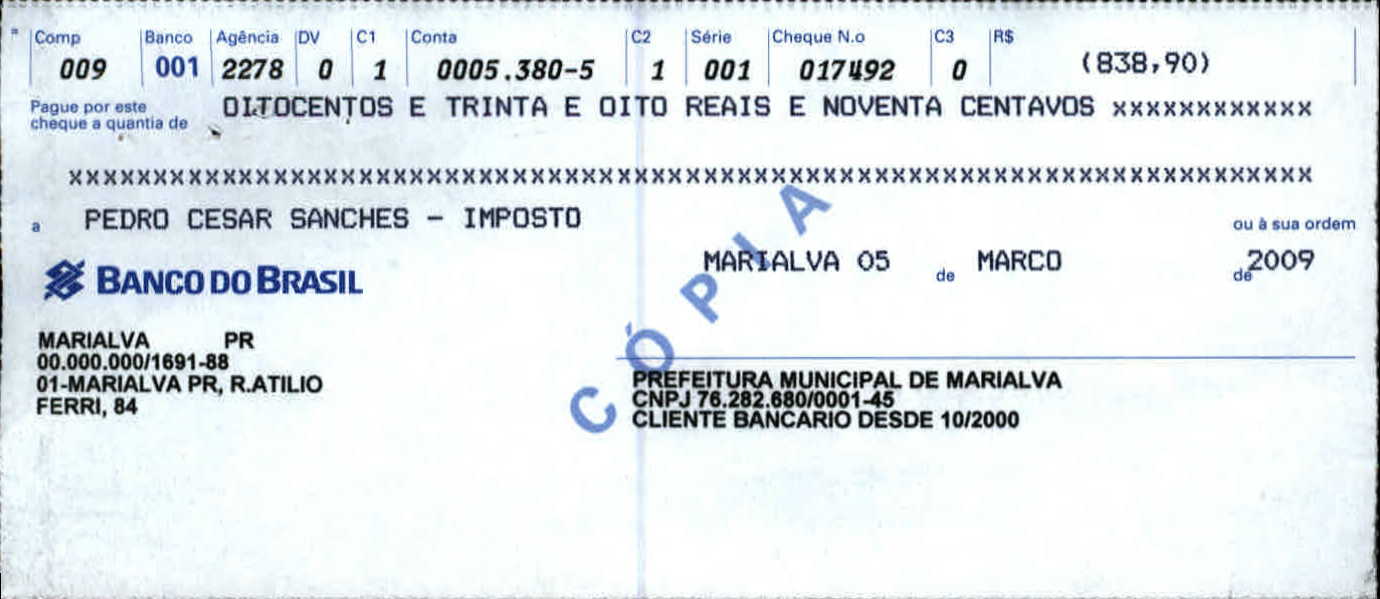 Comp Banco Agência DV C1 Conta C2 Série Cheque N.o C3 R$
009 001 2278 0 1 0005.380-5 1 001 017492 0 (838,90)
Pague por este
cheque a quantia de OITOCENTOS E TRINTA E OITO REAIS E NOVENTA CENTAVOS xxxxxxxxxxxx
xxxxxxxxxxxxxxxxxxxxxxxxxxxxxxxxxxxxxxxxxxxxxxxxxxxxxxxxxxxxxxxxxx
a PEDRO CESAR SANCHES - IMPOSTO ou à sua ordem
MARIALVA 05 de MARCO de 2009
BANCO DO BRASIL
CÓPIA
MARIALVA PR
00.000.000/1691-88
01-MARIALVA PR, R.ATILIO
FERRI, 84
PREFEITURA MUNICIPAL DE MARIALVA
CNPJ 76.282.680/0001-45
CLIENTE BANCARIO DESDE 10/2000